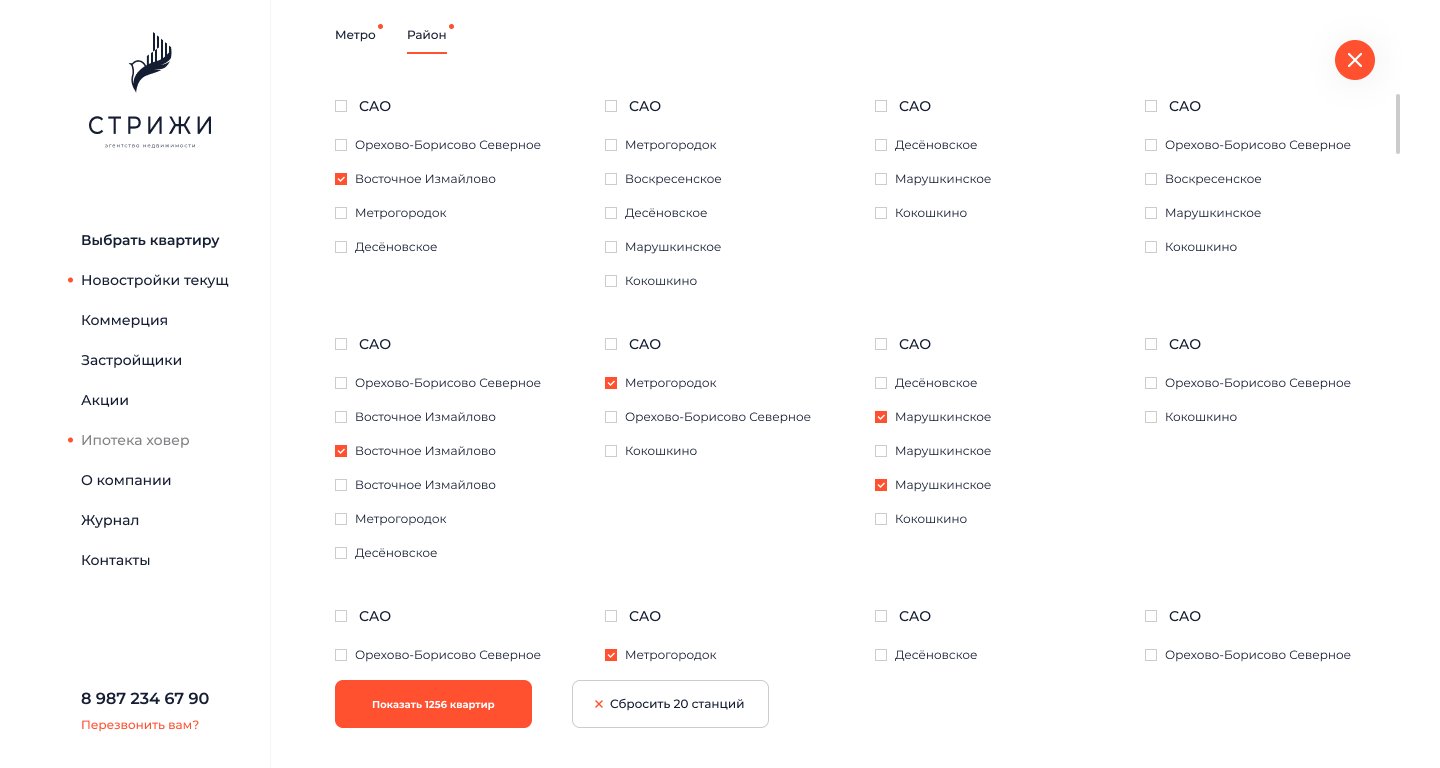 СТРИЖИ
агентство недвижимости
Выбрать квартиру
Новостройки текущ
Коммерция
Застройщики
Акции
Ипотека ховер
О компании
Журнал
Контакты
8 987 234 67 90
Перезвонить вам?
Метро
Район
САО
Орехово-Борисово Северное
Восточное Измайлово
Метрогородок
Десёновское
САО
Метрогородок
Воскресенское
Десёновское
Марушкинское
Кокошкино
САО
Десёновское
Марушкинское
Кокошкино
САО
Орехово-Борисово Северное
Воскресенское
Марушкинское
Кокошкино
САО
Орехово-Борисово Северное
Восточное Измайлово
Восточное Измайлово
Восточное Измайлово
Метрогородок
Десёновское
САО
Метрогородок
Орехово-Борисово Северное
Кокошкино
САО
Десёновское
Марушкинское
Марушкинское
Марушкинское
Кокошкино
САО
Орехово-Борисово Северное
Кокошкино
САО
Орехово-Борисово Северное
САО
Метрогородок
САО
Десёновское
САО
Орехово-Борисово Северное
Показать 1256 квартир
Сбросить 20 станций